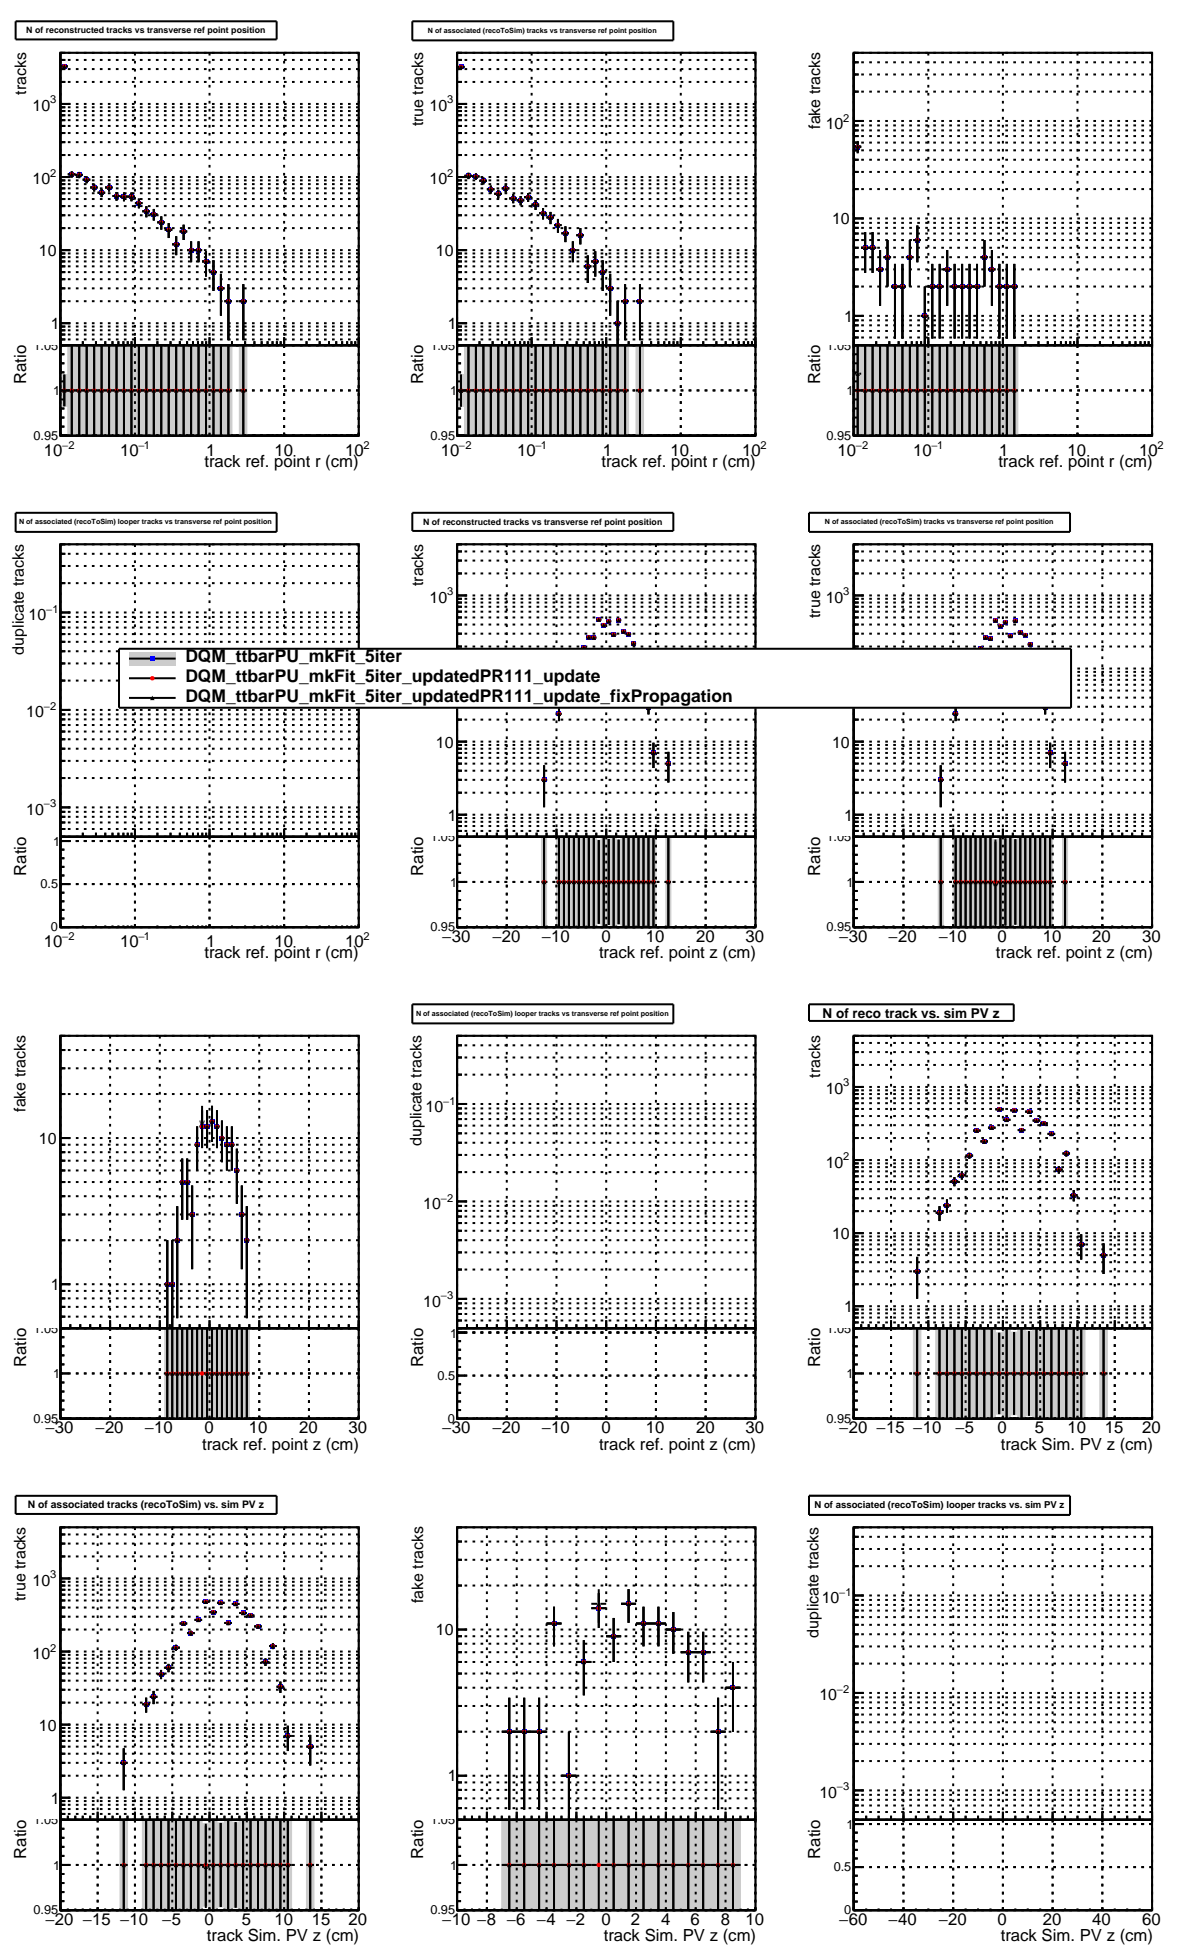 N of reconstructed tracks vs transverse ref point position
tracks
10³
10²
10
1
Ratio
1.05
1
0.95
10⁻² 10⁻¹ 1 10 10²
track ref. point r (cm)
N of associated (recoToSim) tracks vs transverse ref point position
true tracks
10³
10²
10
1
Ratio
1.05
1
0.95
10⁻² 10⁻¹ 1 10 10²
track ref. point r (cm)
fake tracks
10²
10
1
Ratio
1.05
1
0.95
10⁻² 10⁻¹ 1 10 10²
track ref. point r (cm)
N of associated (recoToSim) looper tracks vs transverse ref point position
duplicate tracks
10⁻¹
10⁻²
10⁻³
Ratio
1
0.5
0
10⁻² 10⁻¹ 1 10 10²
track ref. point r (cm)
N of reconstructed tracks vs transverse ref point position
tracks
10³
10
1
Ratio
1.05
1
0.95
−30 −20 −10 0 10 20 30
track ref. point z (cm)
N of associated (recoToSim) tracks vs transverse ref point position
true tracks
10³
10
1
Ratio
1.05
1
0.95
−30 −20 −10 0 10 20 30
track ref. point z (cm)
DQM_ttbarPU_mkFit_5iter
DQM_ttbarPU_mkFit_5iter_updatedPR111_update
DQM_ttbarPU_mkFit_5iter_updatedPR111_update_fixPropagation
fake tracks
10
1
Ratio
1.05
1
0.95
−30 −20 −10 0 10 20 30
track ref. point z (cm)
N of associated (recoToSim) looper tracks vs transverse ref point position
duplicate tracks
10⁻¹
10⁻²
10⁻³
Ratio
1
0.5
0
−30 −20 −10 0 10 20 30
track ref. point z (cm)
N of reco track vs. sim PV z
tracks
10³
10²
10
1
Ratio
1.05
1
0.95
−20 −15 −10 −5 0 5 10 15 20
track Sim. PV z (cm)
N of associated tracks (recoToSim) vs. sim PV z
true tracks
10³
10²
10
1
Ratio
1.05
1
0.95
−20 −15 −10 −5 0 5 10 15 20
track Sim. PV z (cm)
fake tracks
10
1
Ratio
1.05
1
0.95
−10 −8 −6 −4 −2 0 2 4 6 8 10
track Sim. PV z (cm)
N of associated (recoToSim) looper tracks vs. sim PV z
duplicate tracks
10⁻¹
10⁻²
10⁻³
Ratio
1
0.5
0
−60 −40 −20 0 20 40 60
track Sim. PV z (cm)